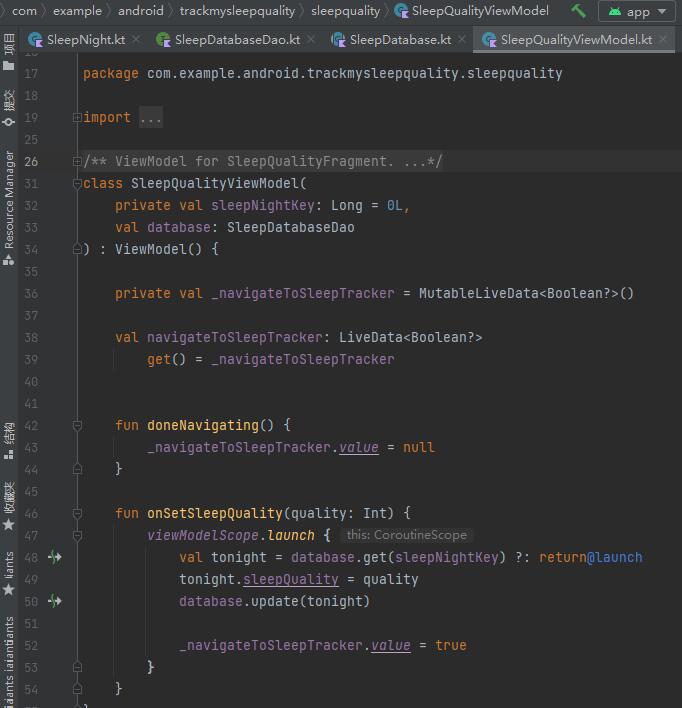 com > example > android > trackmysleepquality > sleepquality > SleepQualityViewModel app
SleepNight.kt SleepDatabaseDao.kt SleepDatabase.kt SleepQualityViewModel.kt
项目
提交
Resource Manager
结构
收藏夹
17 package com.example.android.trackmysleepquality.sleepquality
18
19 import ...
25
26 /** ViewModel for SleepQualityFragment. ...*/
31 class SleepQualityViewModel(
32 private val sleepNightKey: Long = 0L,
33 val database: SleepDatabaseDao
34 ) : ViewModel() {
35
36 private val _navigateToSleepTracker = MutableLiveData<Boolean?>()
37
38 val navigateToSleepTracker: LiveData<Boolean?>
39 get() = _navigateToSleepTracker
40
41
42 fun doneNavigating() {
43 _navigateToSleepTracker.value = null
44 }
45
46 fun onSetSleepQuality(quality: Int) {
47 viewModelScope.launch { this: CoroutineScope
48 val tonight = database.get(sleepNightKey) ?: return@launch
49 tonight.sleepQuality = quality
50 database.update(tonight)
51
52 _navigateToSleepTracker.value = true
53 }
54 }